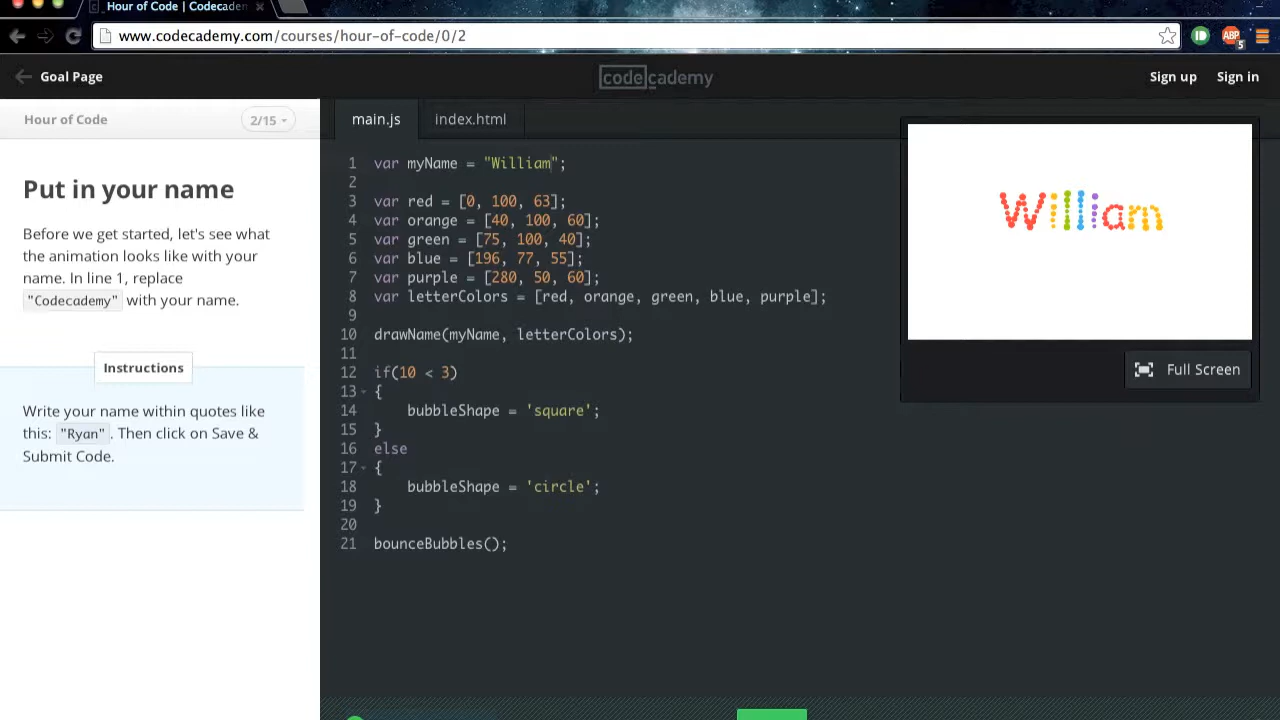 Hour of Code | Codecademy
www.codecademy.com/courses/hour-of-code/0/2
ABP
5
Goal Page
codecademy
Sign up
Sign in
Hour of Code
2/15
Put in your name
Before we get started, let's see what
the animation looks like with your
name. In line 1, replace
"Codecademy" with your name.
Instructions
Write your name within quotes like
this: "Ryan". Then click on Save &
Submit Code.
main.js
index.html
1 var myName = "William";
2
3 var red = [0, 100, 63];
4 var orange = [40, 100, 60];
5 var green = [75, 100, 40];
6 var blue = [196, 77, 55];
7 var purple = [280, 50, 60];
8 var letterColors = [red, orange, green, blue, purple];
9
10 drawName(myName, letterColors);
11
12 if(10 < 3)
13 {
14 bubbleShape = 'square';
15 }
16 else
17 {
18 bubbleShape = 'circle';
19 }
20
21 bounceBubbles();
William
Full Screen